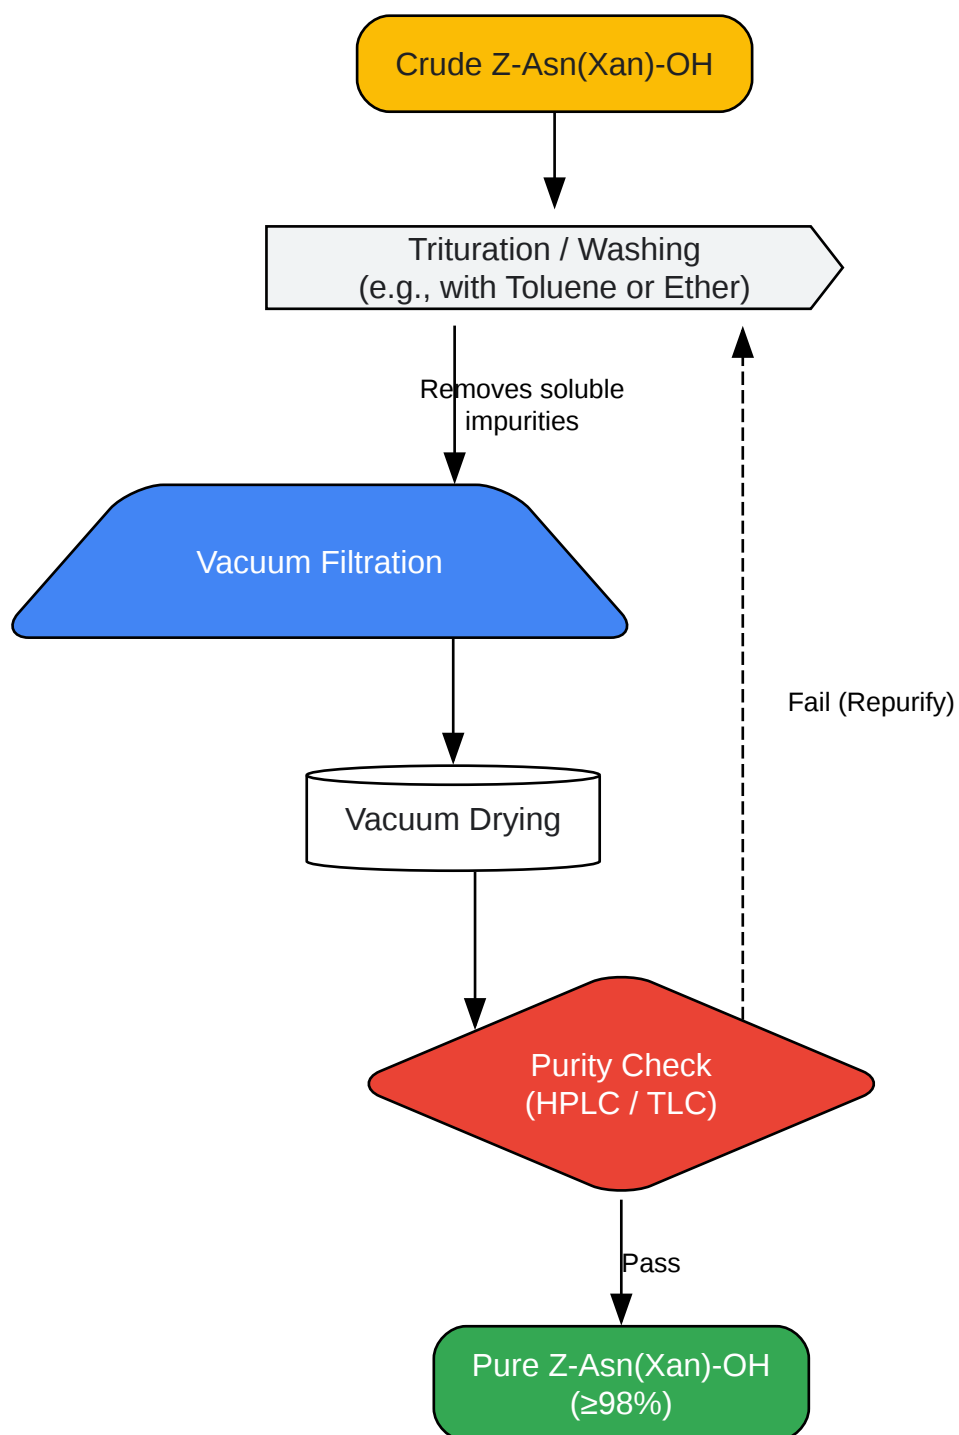 Crude Z-Asn(Xan)-OH
Trituration / Washing
(e.g., with Toluene or Ether)
Removes soluble
impurities
Vacuum Filtration
Fail (Repurify)
Vacuum Drying
Purity Check
(HPLC / TLC)
Pass
Pure Z-Asn(Xan)-OH
(≥98%)